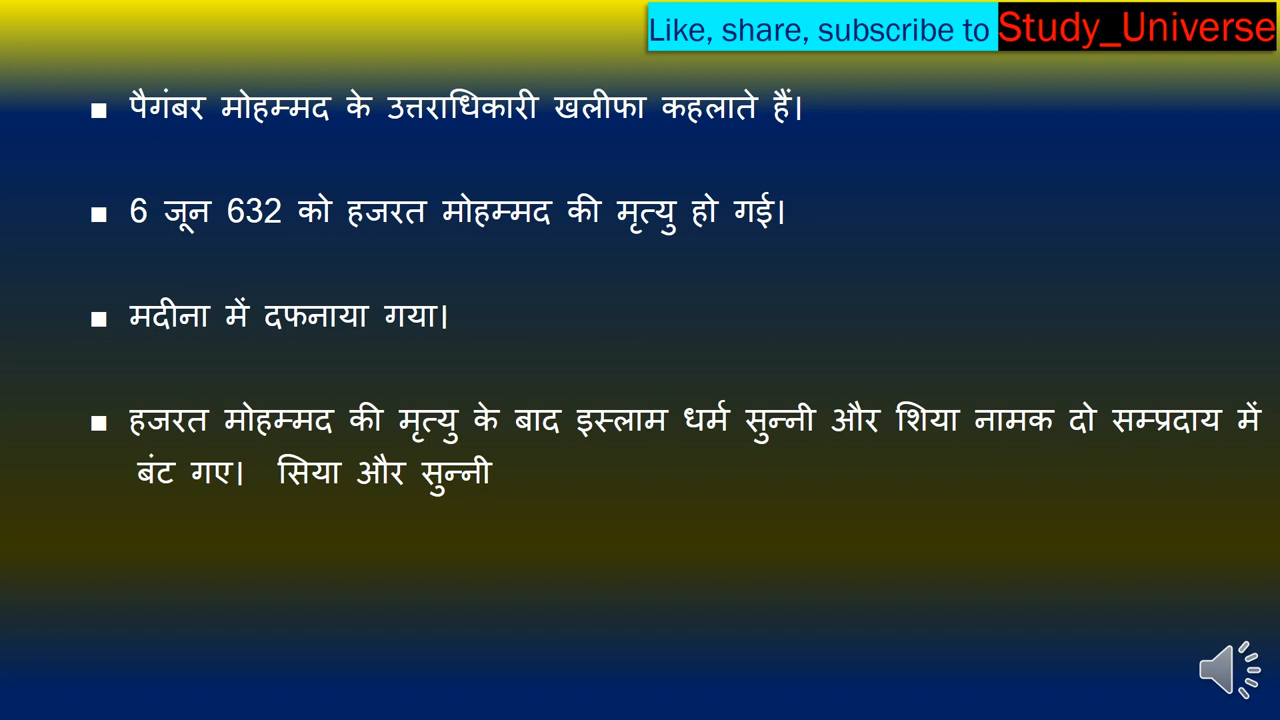 Like, share, subscribe to Study_Universe
▪ पैगंबर मोहम्मद के उत्तराधिकारी खलीफा कहलाते हैं।
▪ 6 जून 632 को हजरत मोहम्मद की मृत्यु हो गई।
▪ मदीना में दफनाया गया।
▪ हजरत मोहम्मद की मृत्यु के बाद इस्लाम धर्म सुन्नी और शिया नामक दो सम्प्रदाय में
बंट गए। सिया और सुन्नी